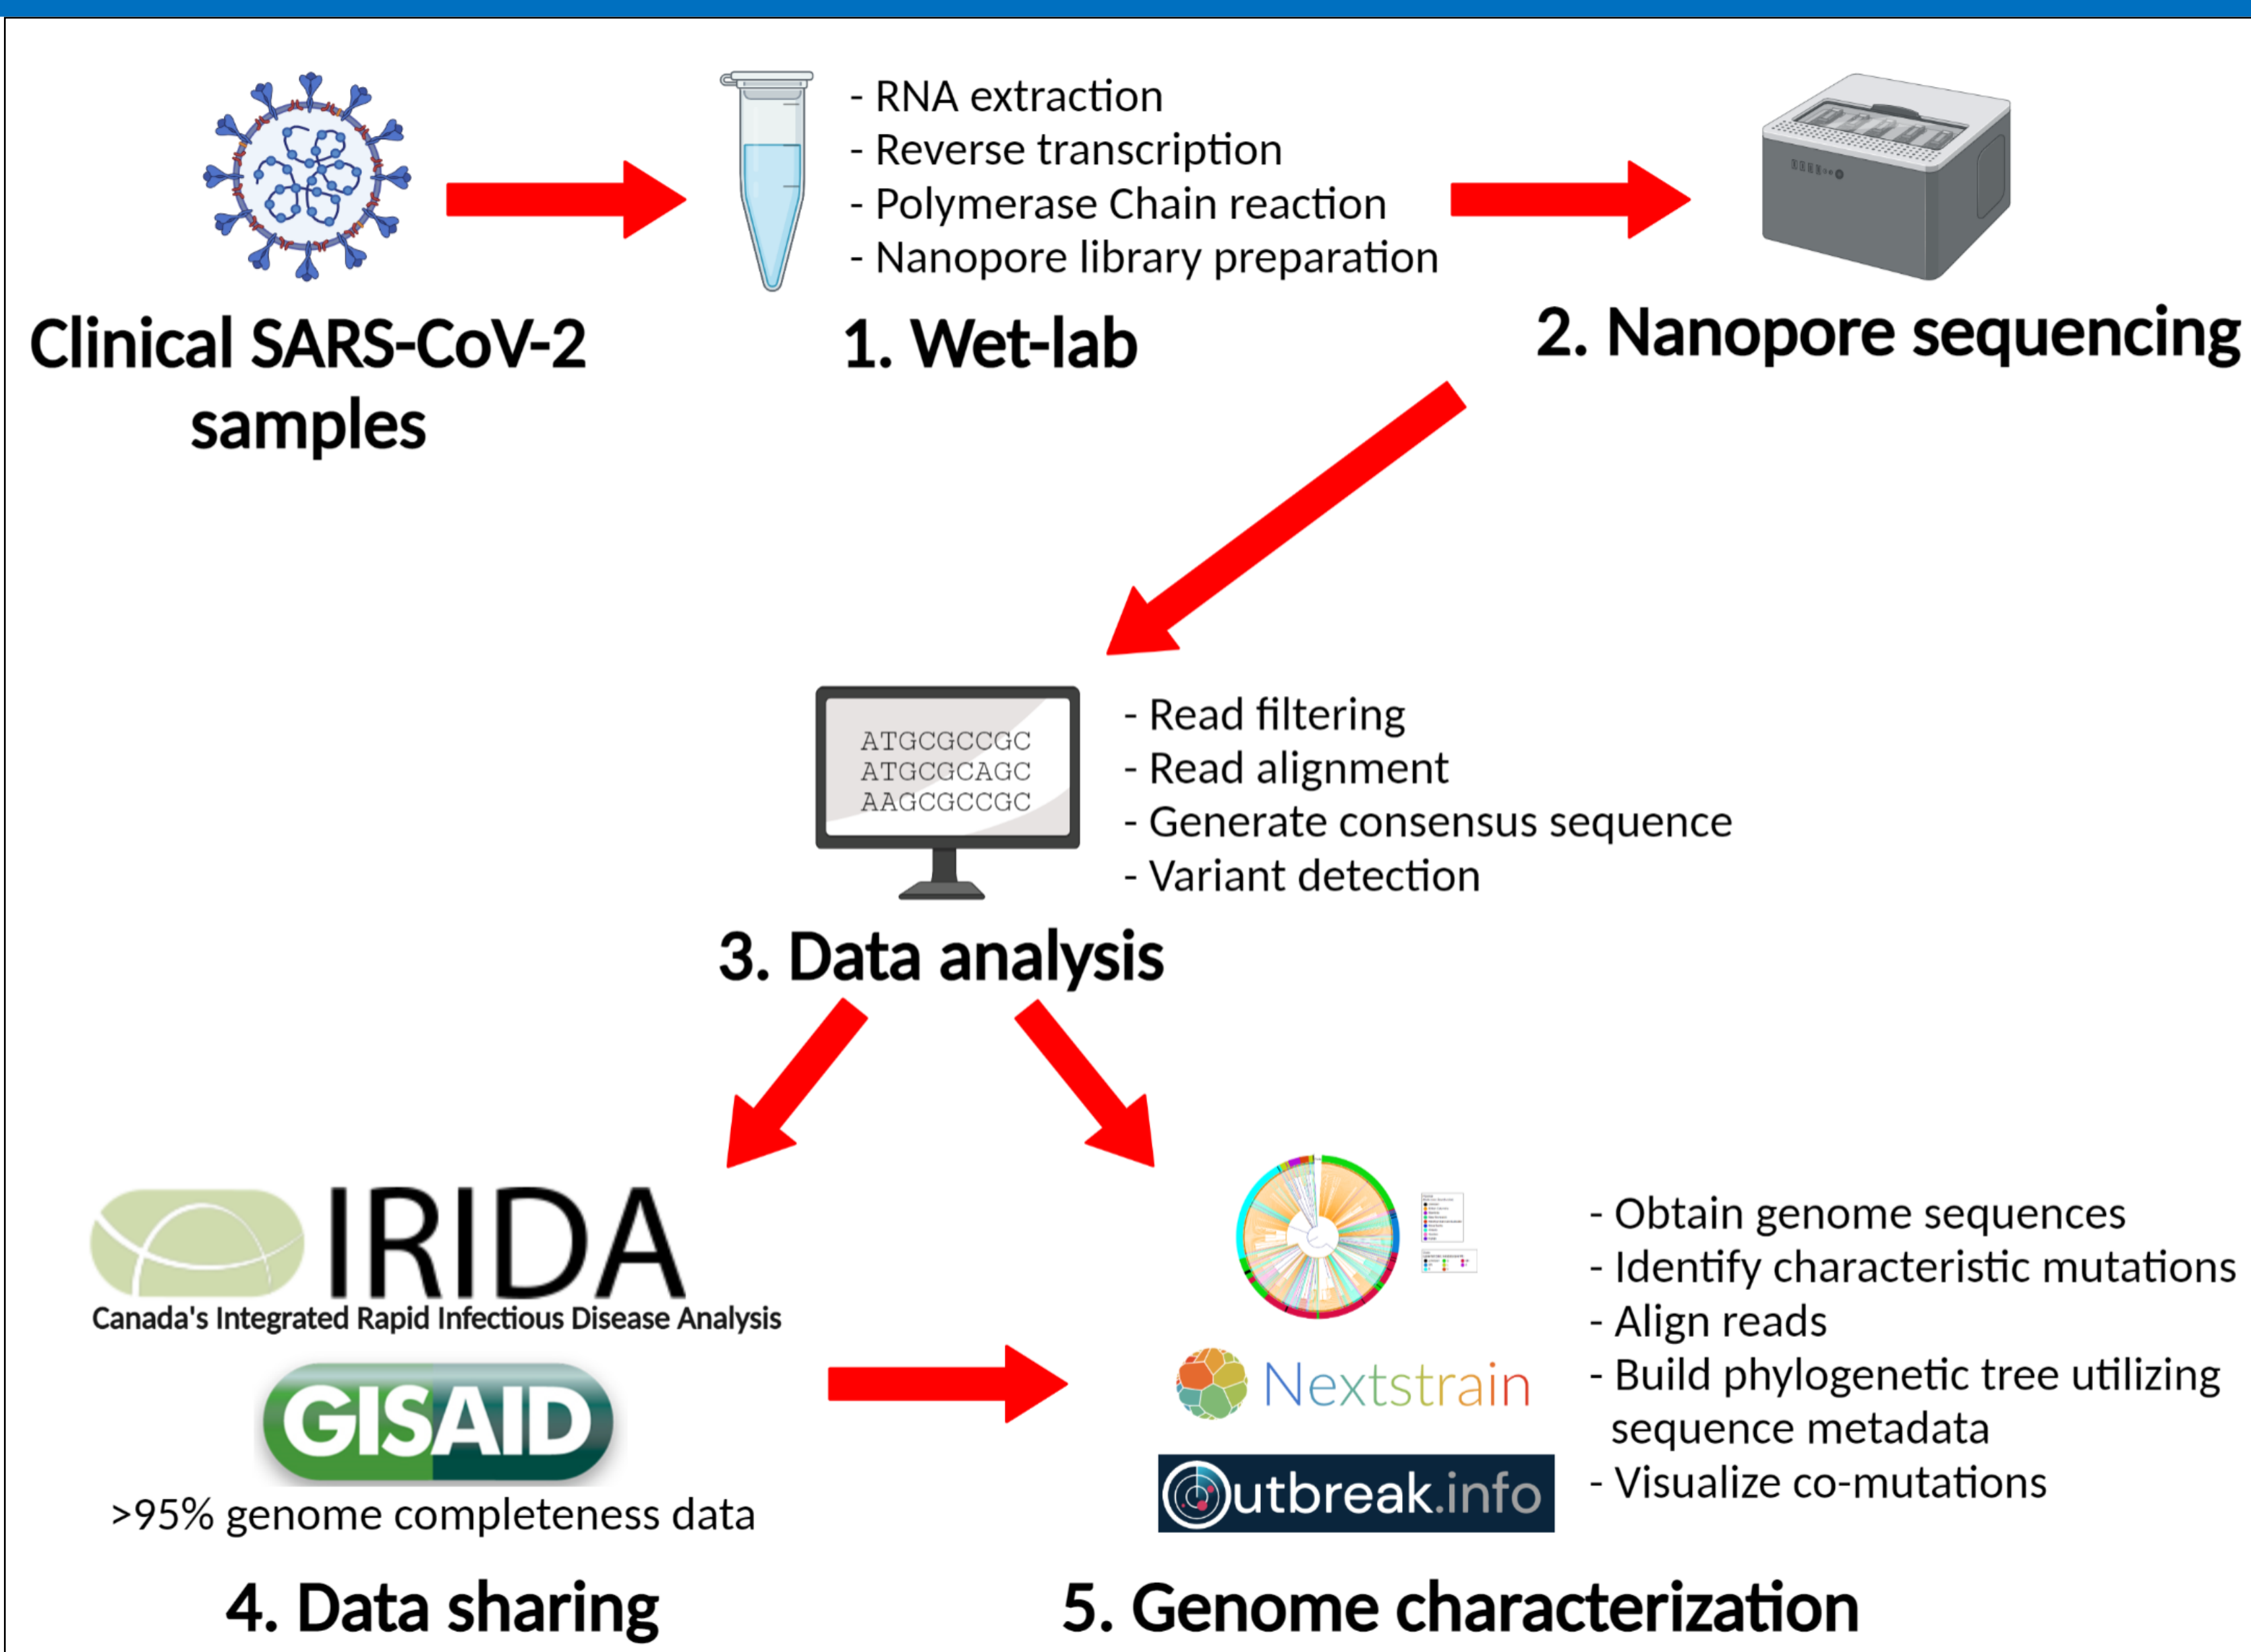 - RNA extraction
- Reverse transcription
- Polymerase Chain reaction
- Nanopore library preparation
Clinical SARS-CoV-2
samples
1. Wet-lab
2. Nanopore sequencing
ATGCGCCGC
ATGCGCAGC
AAGCGCCGC
- Read filtering
- Read alignment
- Generate consensus sequence
- Variant detection
3. Data analysis
IRIDA
Canada's Integrated Rapid Infectious Disease Analysis
GISAID
>95% genome completeness data
4. Data sharing
Nextstrain
Outbreak.info
- Obtain genome sequences
- Identify characteristic mutations
- Align reads
- Build phylogenetic tree utilizing
sequence metadata
- Visualize co-mutations
5. Genome characterization